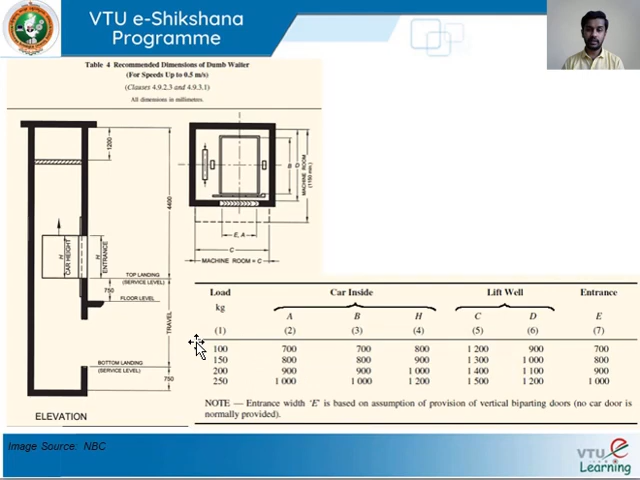 VTU e-Shikshana
Programme
Table 4 Recommended Dimensions of Dumb Waiter
(For Speeds Up to 0.5 m/s)
(Clauses 4.9.2.3 and 4.9.3.1)
All dimensions in millimetres.
1200
4400
H
CAR HEIGHT
H
ENTRANCE
TOP LANDING
(SERVICE LEVEL)
750
FLOOR LEVEL
TRAVEL
BOTTOM LANDING
(SERVICE LEVEL)
750
ELEVATION
B
D
MACHINE ROOM
(1150 min.)
E, A
C
MACHINE ROOM = C
Load Car Inside Lift Well Entrance
kg A B H C D E
(1) (2) (3) (4) (5) (6) (7)
100 700 700 800 1 200 900 700
150 800 800 900 1 300 1 000 800
200 900 900 1 000 1 400 1 100 900
250 1 000 1 000 1 200 1 500 1 200 1 000
NOTE — Entrance width ‘E’ is based on assumption of provision of vertical biparting doors (no car door is
normally provided).
Image Source: NBC
VTU e
Learning